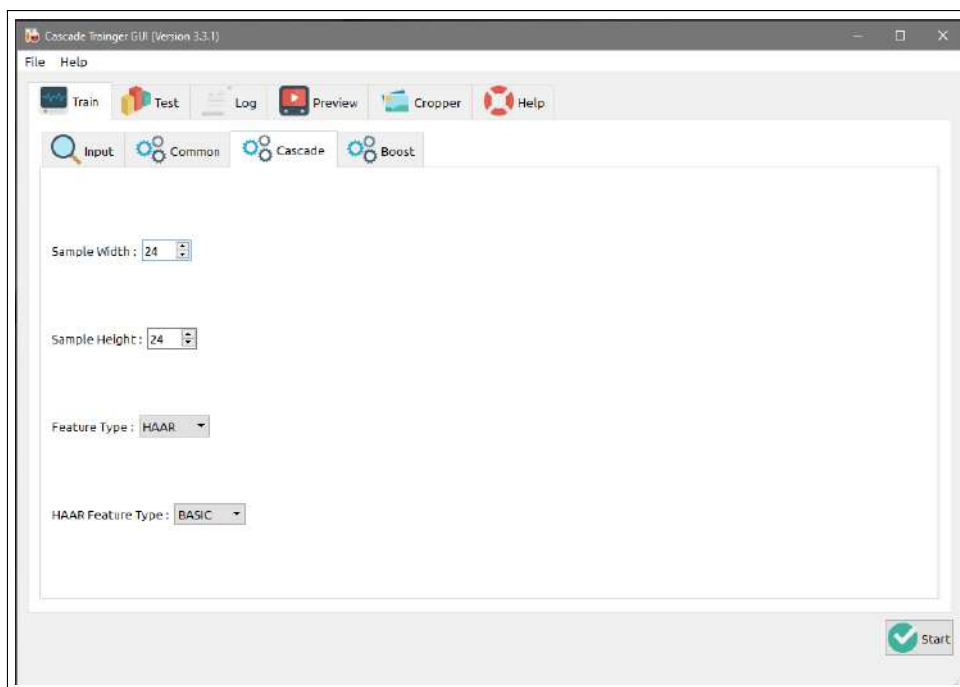 Cascade Trainger GUI (Version 3.3.1)
File Help
Train Test Log Preview Cropper Help
Input Common Cascade Boost
Sample Width : 24
Sample Height : 24
Feature Type : HAAR
HAAR Feature Type : BASIC
Start